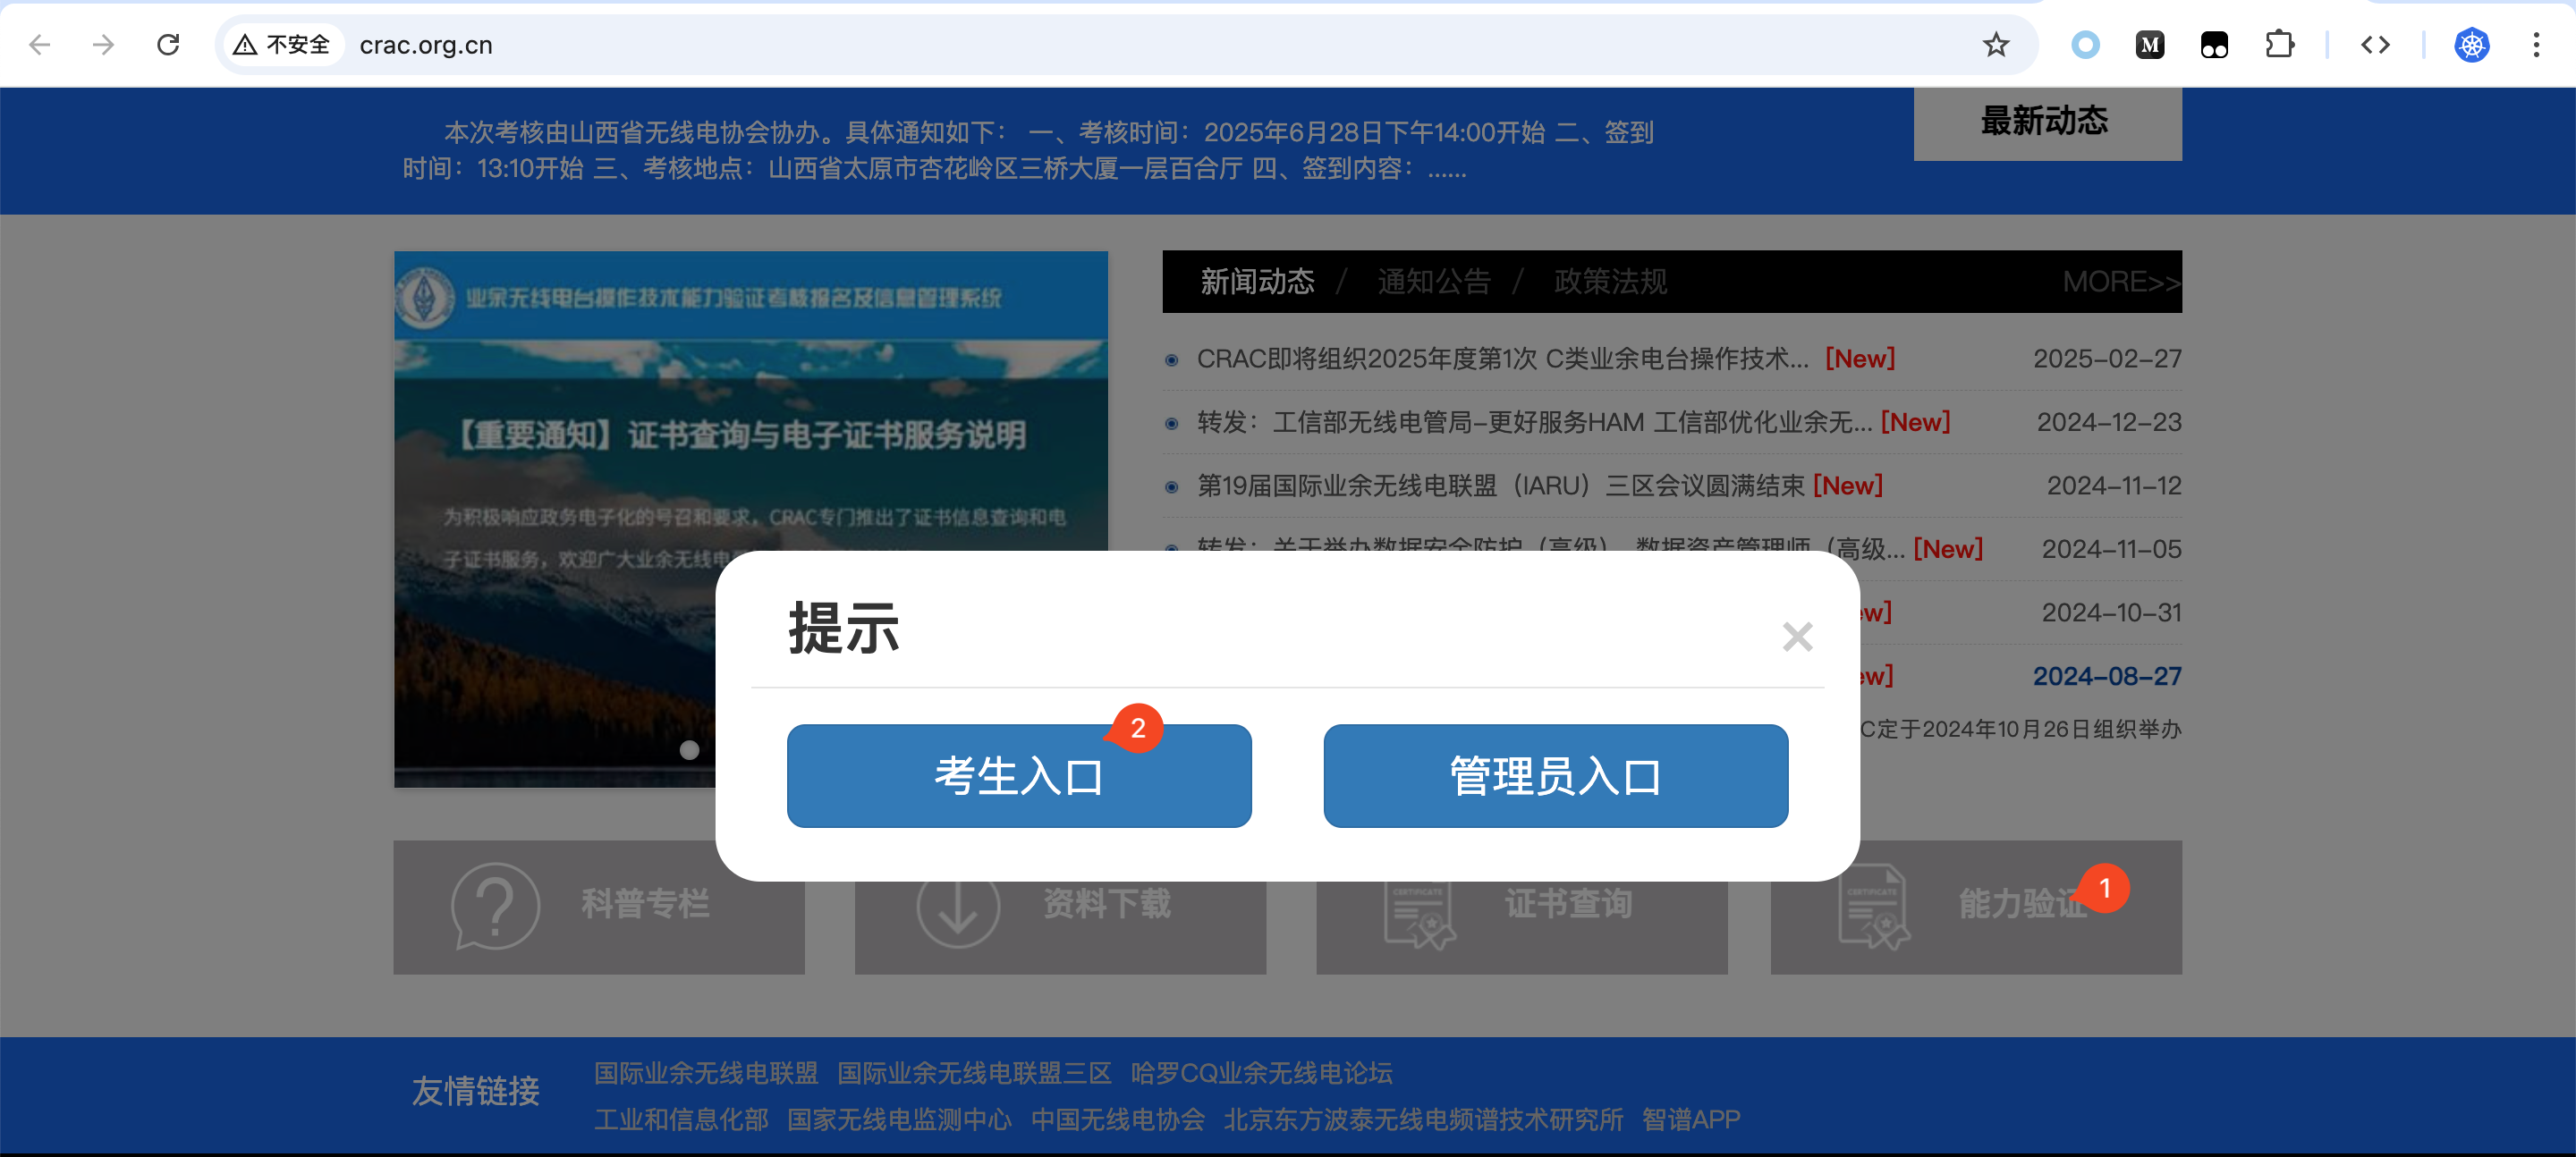 不安全 crac.org.cn
本次考核由山西省无线电协会协办。具体通知如下： 一、考核时间：2025年6月28日下午14:00开始 二、签到
时间：13:10开始 三、考核地点：山西省太原市杏花岭区三桥大厦一层百合厅 四、签到内容：......
最新动态
业余无线电台操作技术能力验证考核报名及信息管理系统
【重要通知】证书查询与电子证书服务说明
为积极响应政务电子化的号召和要求，CRAC专门推出了证书信息查询和电
子证书服务，欢迎广大业余无线电
新闻动态 / 通知公告 / 政策法规 MORE>>
CRAC即将组织2025年度第1次 C类业余电台操作技术... [New] 2025-02-27
转发：工信部无线电管局-更好服务HAM 工信部优化业余无... [New] 2024-12-23
第19届国际业余无线电联盟（IARU）三区会议圆满结束 [New] 2024-11-12
转发：关于举办数据安全防护（高级）、数据资产管理师（高级... [New] 2024-11-05
ew] 2024-10-31
ew] 2024-08-27
C定于2024年10月26日组织举办
提示
×
考生入口 2
管理员入口
科普专栏
资料下载
CERTIFICATE 证书查询
CERTIFICATE 能力验证 1
友情链接
国际业余无线电联盟 国际业余无线电联盟三区 哈罗CQ业余无线电论坛
工业和信息化部 国家无线电监测中心 中国无线电协会 北京东方波泰无线电频谱技术研究所 智谱APP